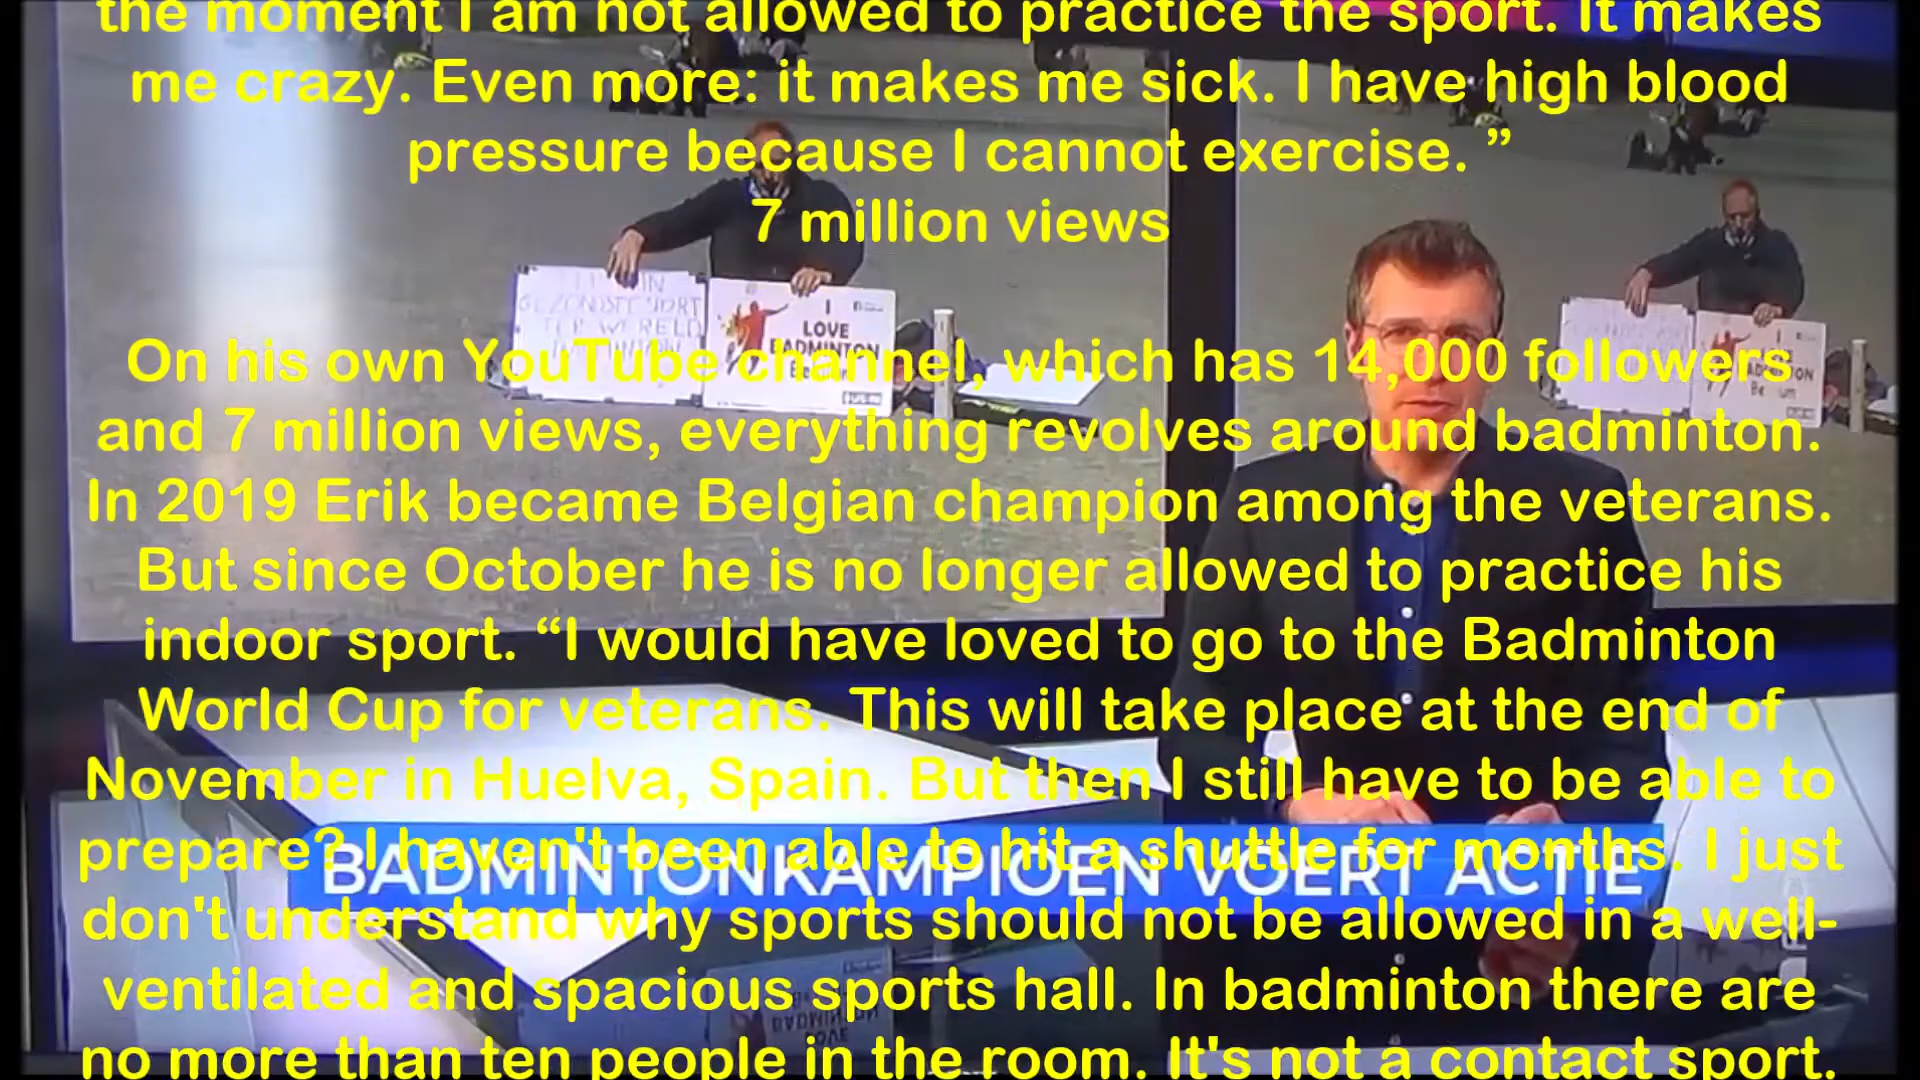 the moment I am not allowed to practice the sport. It makes
me crazy. Even more: it makes me sick. I have high blood
pressure because I cannot exercise. ”
7 million views
On his own YouTube channel, which has 14,000 followers
and 7 million views, everything revolves around badminton.
In 2019 Erik became Belgian champion among the veterans.
But since October he is no longer allowed to practice his
indoor sport. “I would have loved to go to the Badminton
World Cup for veterans. This will take place at the end of
November in Huelva, Spain. But then I still have to be able to
prepare? I haven't been able to hit a shuttle for months. I just
don't understand why sports should not be allowed in a well-
ventilated and spacious sports hall. In badminton there are
no more than ten people in the room. It's not a contact sport.
BADMINTONKAMPIOEN VOERT ACTIE
GEZONDSTE SPORT
TER WERELD
I
LOVE
BADMINTON